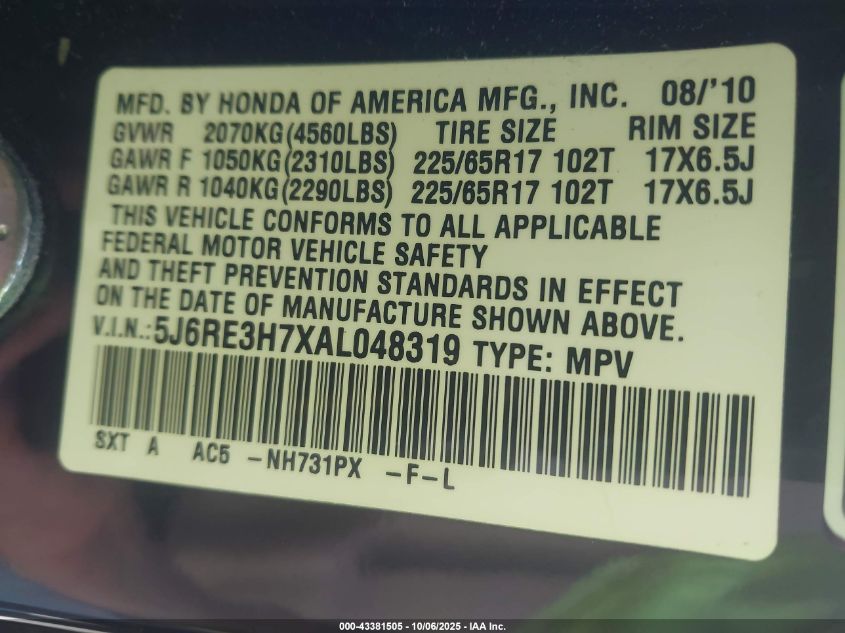 MFD. BY HONDA OF AMERICA MFG., INC. 08/'10
GVWR 2070KG(4560LBS) TIRE SIZE RIM SIZE
GAWR F 1050KG(2310LBS) 225/65R17 102T 17X6.5J
GAWR R 1040KG(2290LBS) 225/65R17 102T 17X6.5J
THIS VEHICLE CONFORMS TO ALL APPLICABLE
FEDERAL MOTOR VEHICLE SAFETY
AND THEFT PREVENTION STANDARDS IN EFFECT
ON THE DATE OF MANUFACTURE SHOWN ABOVE.
V.I.N.:5J6RE3H7XAL048319 TYPE: MPV
SXT A AC5 -NH731PX -F-L
000-43381505 - 10/06/2025 - IAA Inc.